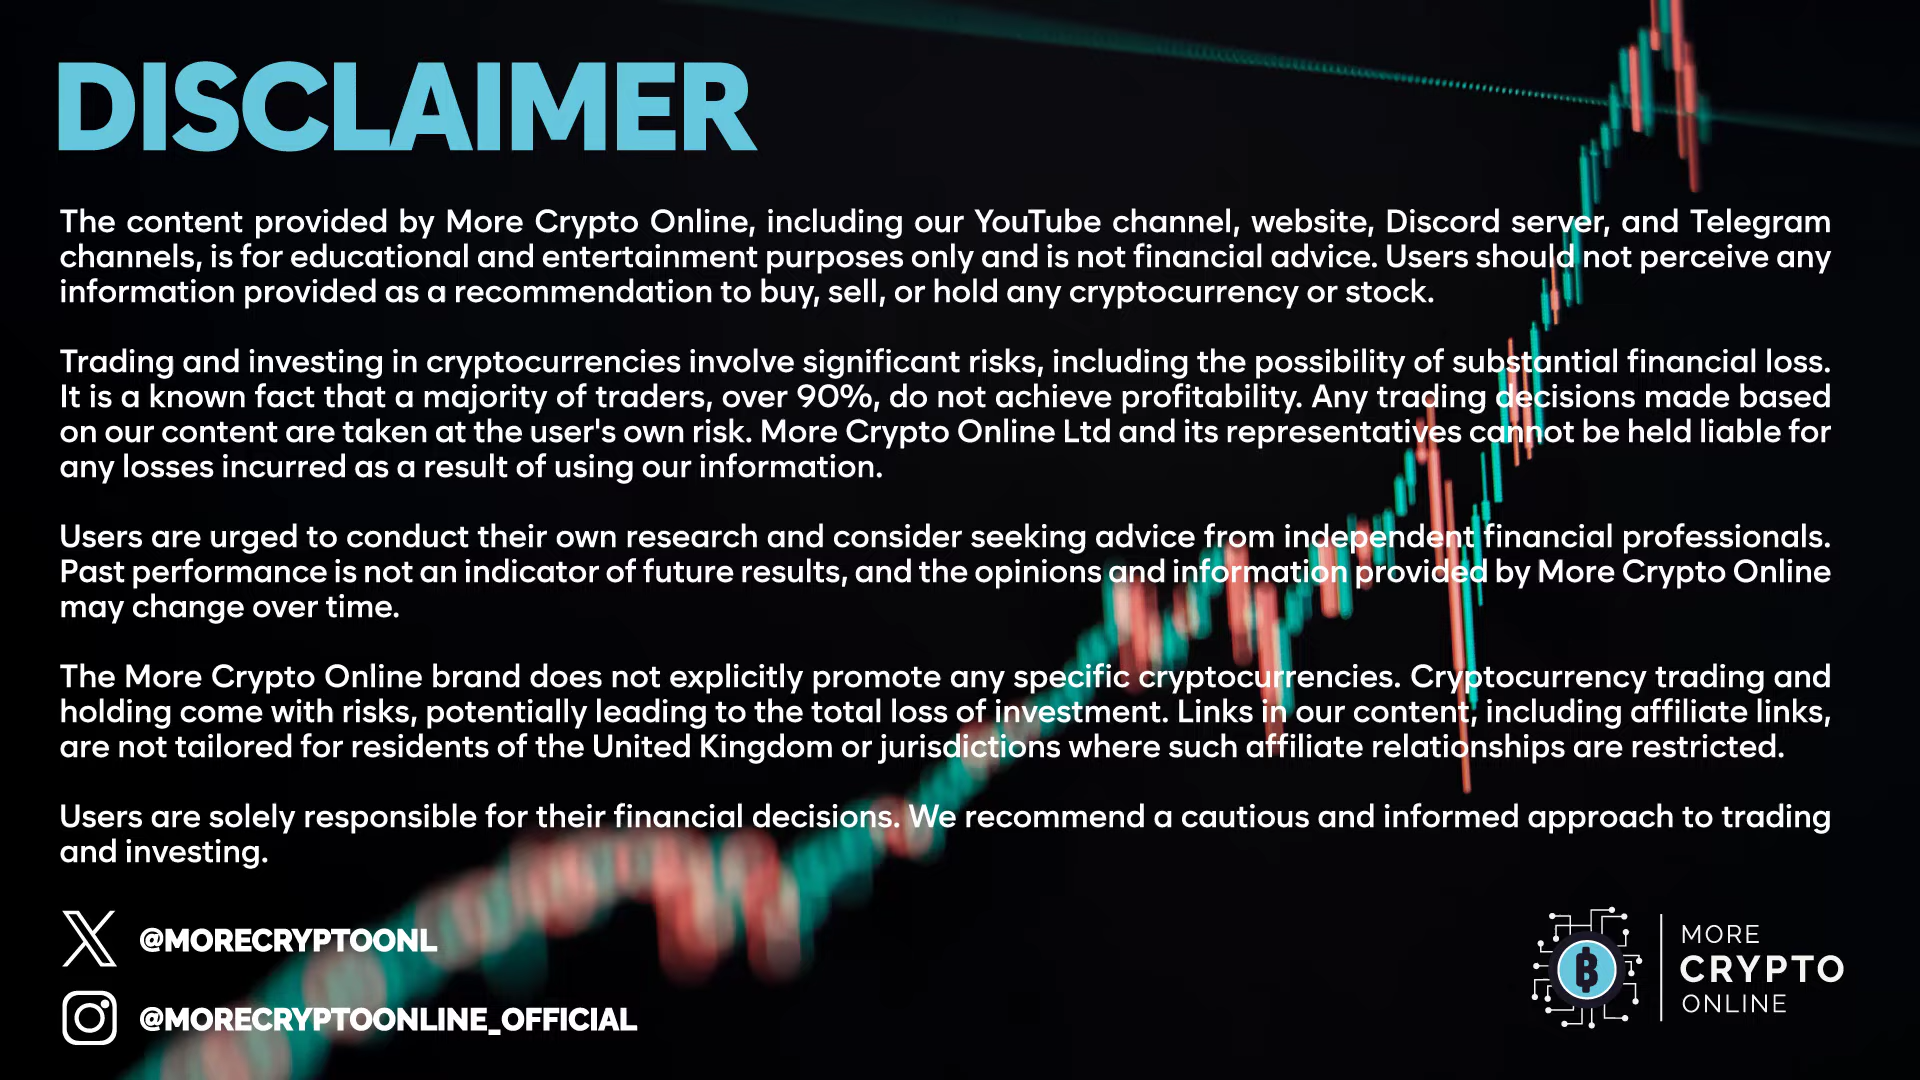 DISCLAIMER
The content provided by More Crypto Online, including our YouTube channel, website, Discord server, and Telegram
channels, is for educational and entertainment purposes only and is not financial advice. Users should not perceive any
information provided as a recommendation to buy, sell, or hold any cryptocurrency or stock.
Trading and investing in cryptocurrencies involve significant risks, including the possibility of substantial financial loss.
It is a known fact that a majority of traders, over 90%, do not achieve profitability. Any trading decisions made based
on our content are taken at the user's own risk. More Crypto Online Ltd and its representatives cannot be held liable for
any losses incurred as a result of using our information.
Users are urged to conduct their own research and consider seeking advice from independent financial professionals.
Past performance is not an indicator of future results, and the opinions and information provided by More Crypto Online
may change over time.
The More Crypto Online brand does not explicitly promote any specific cryptocurrencies. Cryptocurrency trading and
holding come with risks, potentially leading to the total loss of investment. Links in our content, including affiliate links,
are not tailored for residents of the United Kingdom or jurisdictions where such affiliate relationships are restricted.
Users are solely responsible for their financial decisions. We recommend a cautious and informed approach to trading
and investing.
@MORECRYPTOONL
@MORECRYPTOONLINE_OFFICIAL
MORE
CRYPTO
ONLINE